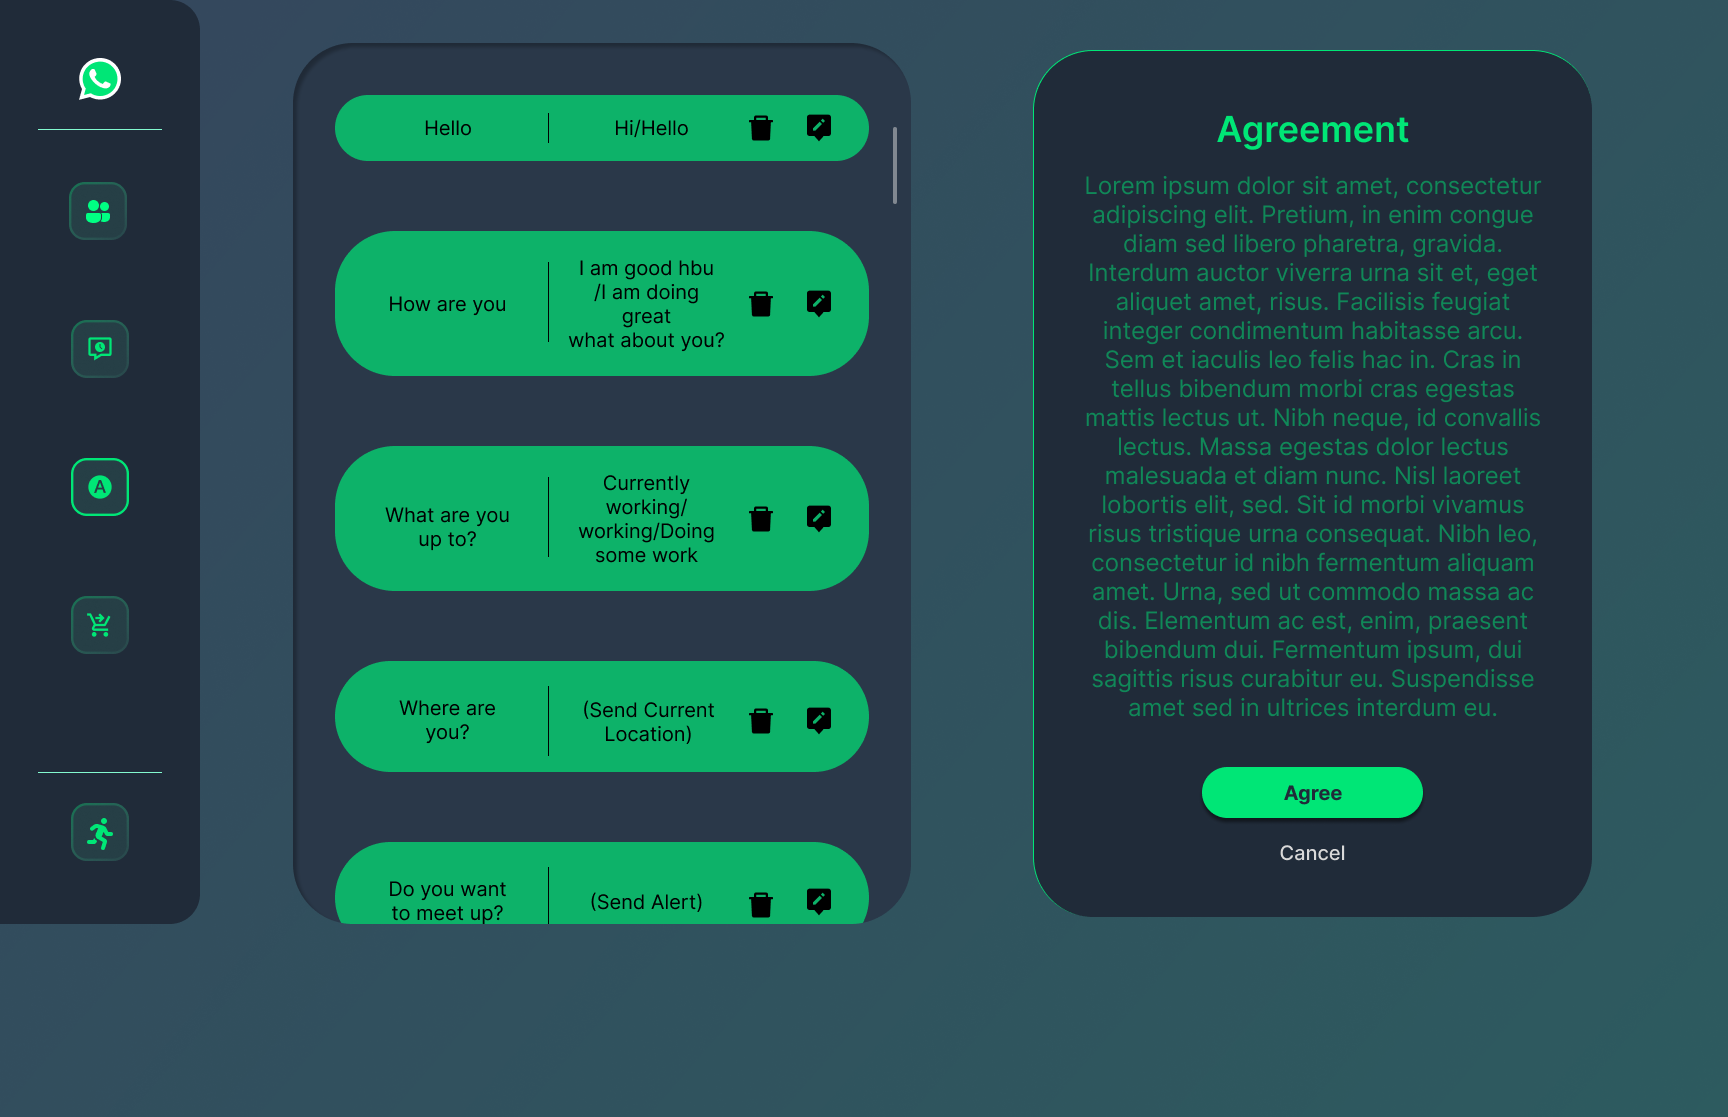 Hello
Hi/Hello
How are you
I am good hbu
/I am doing
great
what about you?
What are you
up to?
Currently
working/
working/Doing
some work
Where are
you?
(Send Current
Location)
Do you want
to meet up?
(Send Alert)
A
Agreement
Lorem ipsum dolor sit amet, consectetur
adipiscing elit. Pretium, in enim congue
diam sed libero pharetra, gravida.
Interdum auctor viverra urna sit et, eget
aliquet amet, risus. Facilisis feugiat
integer condimentum habitasse arcu.
Sem et iaculis leo felis hac in. Cras in
tellus bibendum morbi cras egestas
mattis lectus ut. Nibh neque, id convallis
lectus. Massa egestas dolor lectus
malesuada et diam nunc. Nisl laoreet
lobortis elit, sed. Sit id morbi vivamus
risus tristique urna consequat. Nibh leo,
consectetur id nibh fermentum aliquam
amet. Urna, sed ut commodo massa ac
dis. Elementum ac est, enim, praesent
bibendum dui. Fermentum ipsum, dui
sagittis risus curabitur eu. Suspendisse
amet sed in ultrices interdum eu.
Agree
Cancel